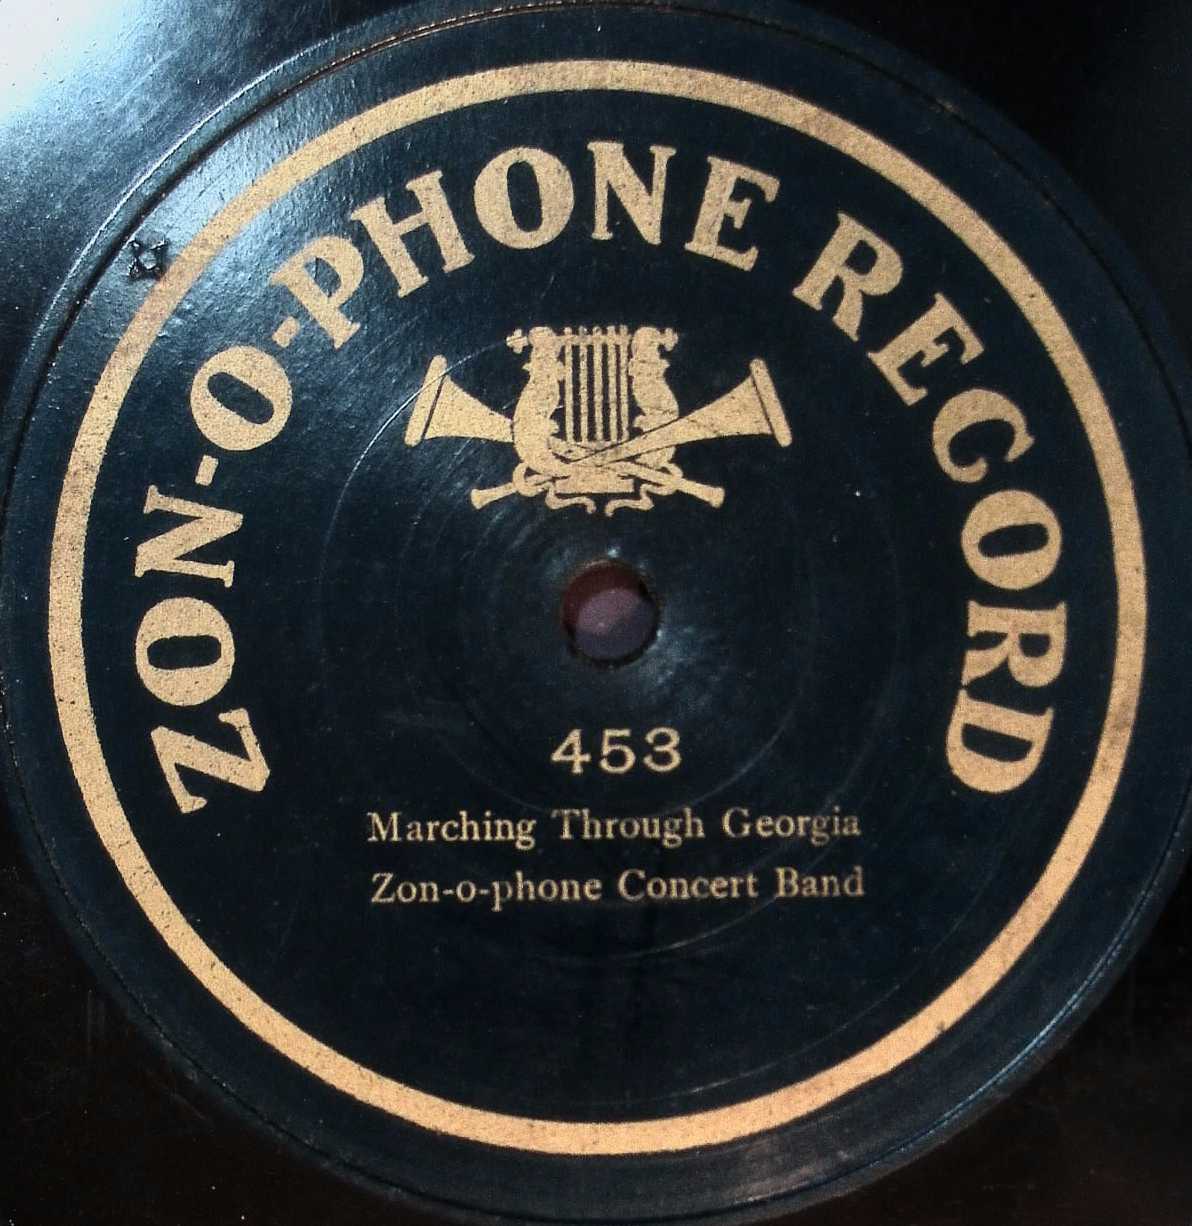 ZON-O-PHONE RECORD
453
Marching Through Georgia
Zon-o-phone Concert Band